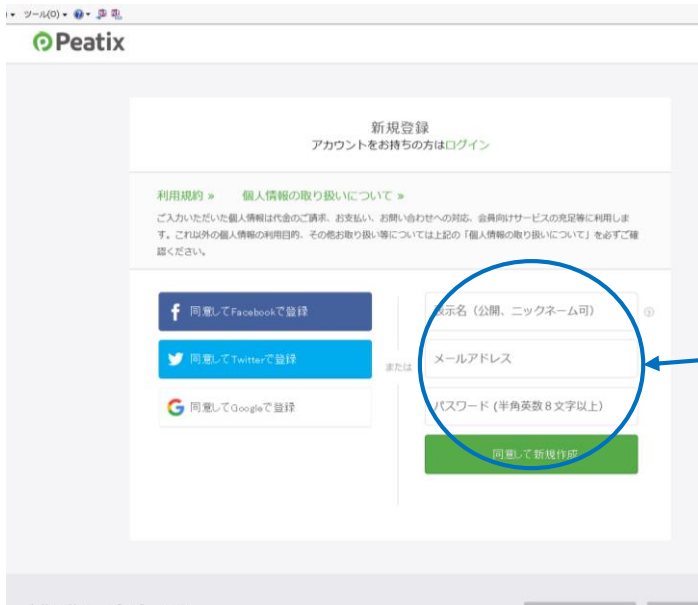 ツール(O)
Peatix
新規登録
アカウントをお持ちの方はログイン
利用規約 » 個人情報の取り扱いについて »
ご入力いただいた個人情報は代金のご請求、お支払い、お問い合わせへの対応、会員向けサービスの充足等に利用しま
す。これ以外の個人情報の利用目的、その他お取り扱い等については上記の「個人情報の取り扱いについて」を必ずご確
認ください。
f 同意してFacebookで登録
同意してTwitterで登録
G 同意してGoogleで登録
または
表示名（公開、ニックネーム可）
メールアドレス
パスワード (半角英数8文字以上)
同意して新規作成